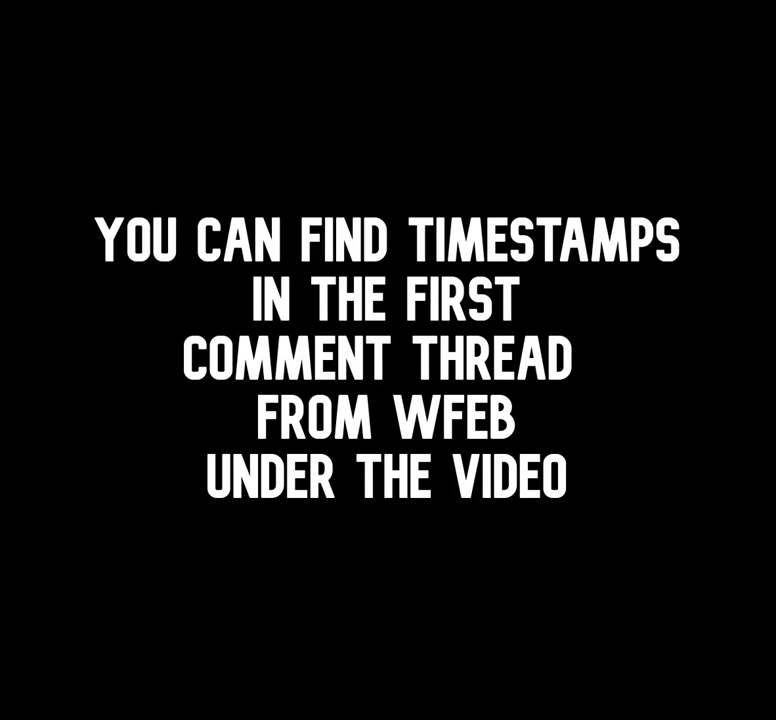 YOU CAN FIND TIMESTAMPS
IN THE FIRST
COMMENT THREAD
FROM WFEB
UNDER THE VIDEO